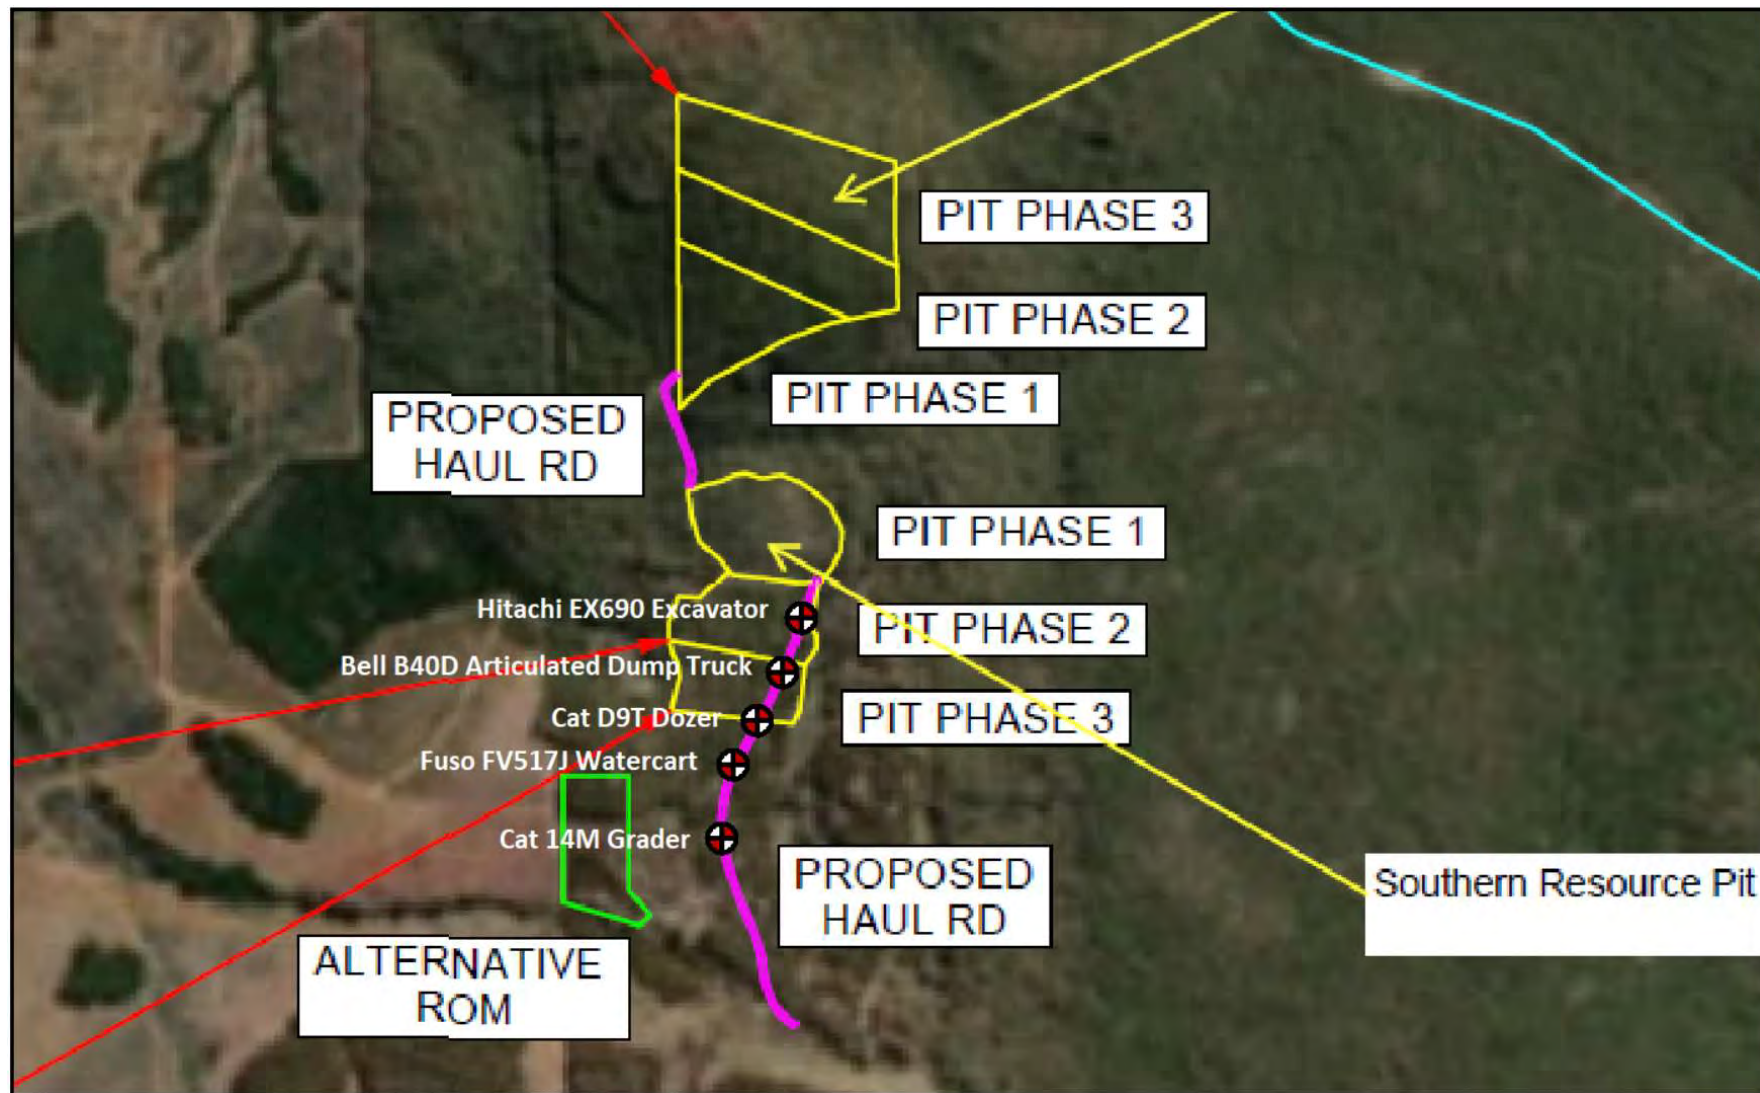 PIT PHASE 3
PIT PHASE 2
PIT PHASE 1
PROPOSED
HAUL RD
PIT PHASE 1
Hitachi EX690 Excavator
PIT PHASE 2
Bell B40D Articulated Dump Truck
Cat D9T Dozer
PIT PHASE 3
Fuso FV517J Watercart
Cat 14M Grader
PROPOSED
HAUL RD
Southern Resource Pit
ALTERNATIVE
ROM